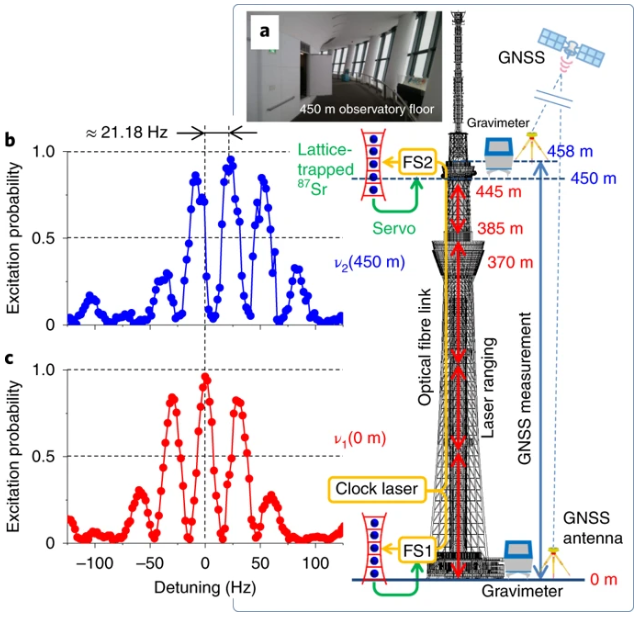 a
450 m observatory floor
GNSS
Gravimeter
458 m
450 m
Lattice-
trapped
⁸⁷Sr
FS2
Servo
445 m
385 m
370 m
ν₂(450 m)
Optical fibre link
Laser ranging
GNSS measurement
ν₁(0 m)
Clock laser
FS1
GNSS
antenna
Gravimeter
0 m
≈ 21.18 Hz
b
Excitation probability
1.0
0.5
0
c
Excitation probability
1.0
0.5
0
−100
−50
0
50
100
Detuning (Hz)